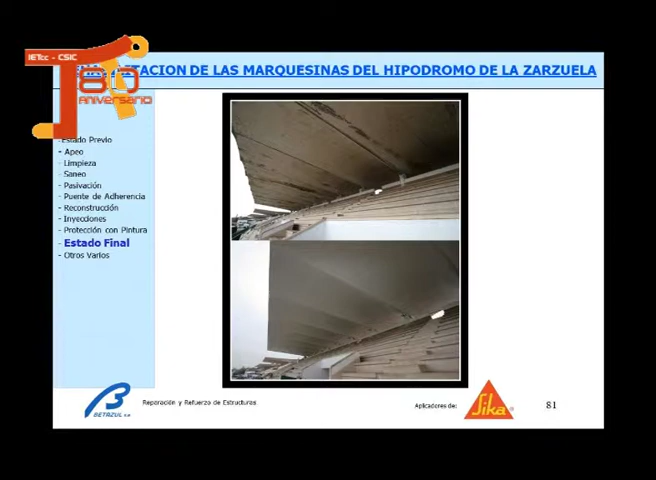 IETcc - CSIC
80
Aniversario
TACION DE LAS MARQUESINAS DEL HIPODROMO DE LA ZARZUELA
- Estado Previo
- Apeo
- Limpieza
- Saneo
- Pasivación
- Puente de Adherencia
- Reconstrucción
- Inyecciones
- Protección con Pintura
- Estado Final
- Otros Varios
BETAZUL S.A
Reparación y Refuerzo de Estructuras
Aplicadores de:
Sika
81